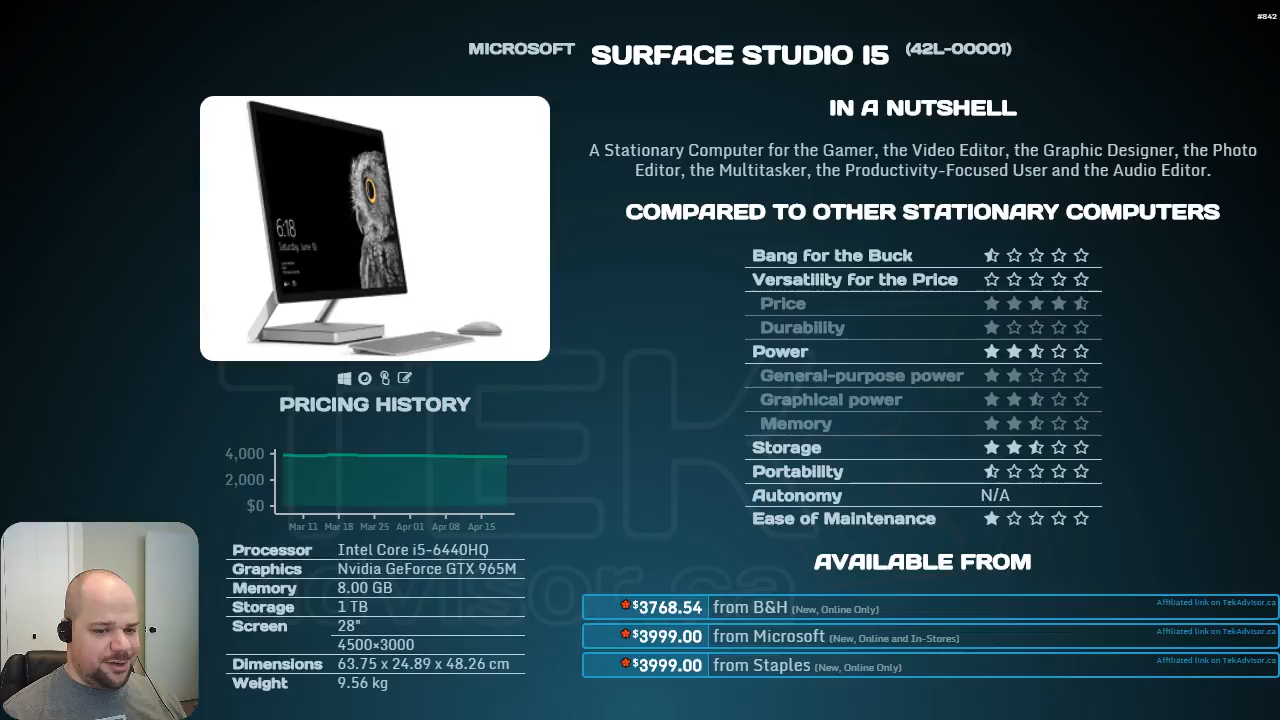 #842
MICROSOFT SURFACE STUDIO I5 (42L-00001)
IN A NUTSHELL
A Stationary Computer for the Gamer, the Video Editor, the Graphic Designer, the Photo
Editor, the Multitasker, the Productivity-Focused User and the Audio Editor.
COMPARED TO OTHER STATIONARY COMPUTERS
Bang for the Buck
Versatility for the Price
Price
Durability
Power
General-purpose power
Graphical power
Memory
Storage
Portability
Autonomy N/A
Ease of Maintenance
6:18
Saturday, June 18
PRICING HISTORY
4,000
2,000
$0
Mar 11 Mar 18 Mar 25 Apr 01 Apr 08 Apr 15
Processor Intel Core i5-6440HQ
Graphics Nvidia GeForce GTX 965M
Memory 8.00 GB
Storage 1 TB
Screen 28"
4500×3000
Dimensions 63.75 x 24.89 x 48.26 cm
Weight 9.56 kg
AVAILABLE FROM
$3768.54 from B&H (New, Online Only) Affiliated link on TekAdvisor.ca
$3999.00 from Microsoft (New, Online and In-Stores) Affiliated link on TekAdvisor.ca
$3999.00 from Staples (New, Online Only) Affiliated link on TekAdvisor.ca
TEK
advisor.ca